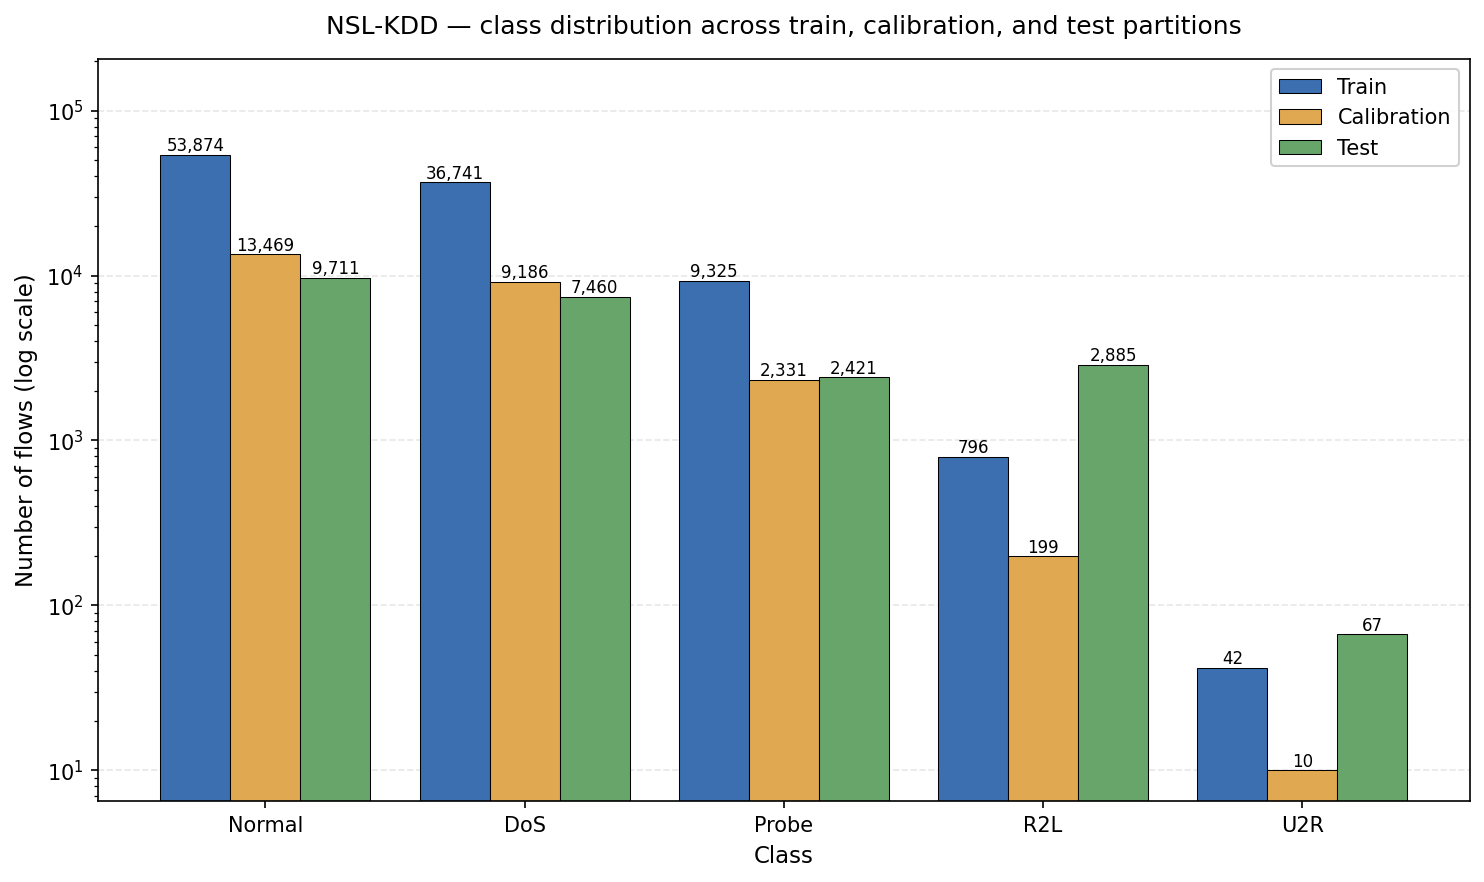 NSL-KDD — class distribution across train, calibration, and test partitions
Number of flows (log scale)
10^5
10^4
10^3
10^2
10^1
Train
Calibration
Test
53,874
13,469
9,711
36,741
9,186
7,460
9,325
2,331
2,421
796
199
2,885
42
10
67
Normal
DoS
Probe
R2L
U2R
Class